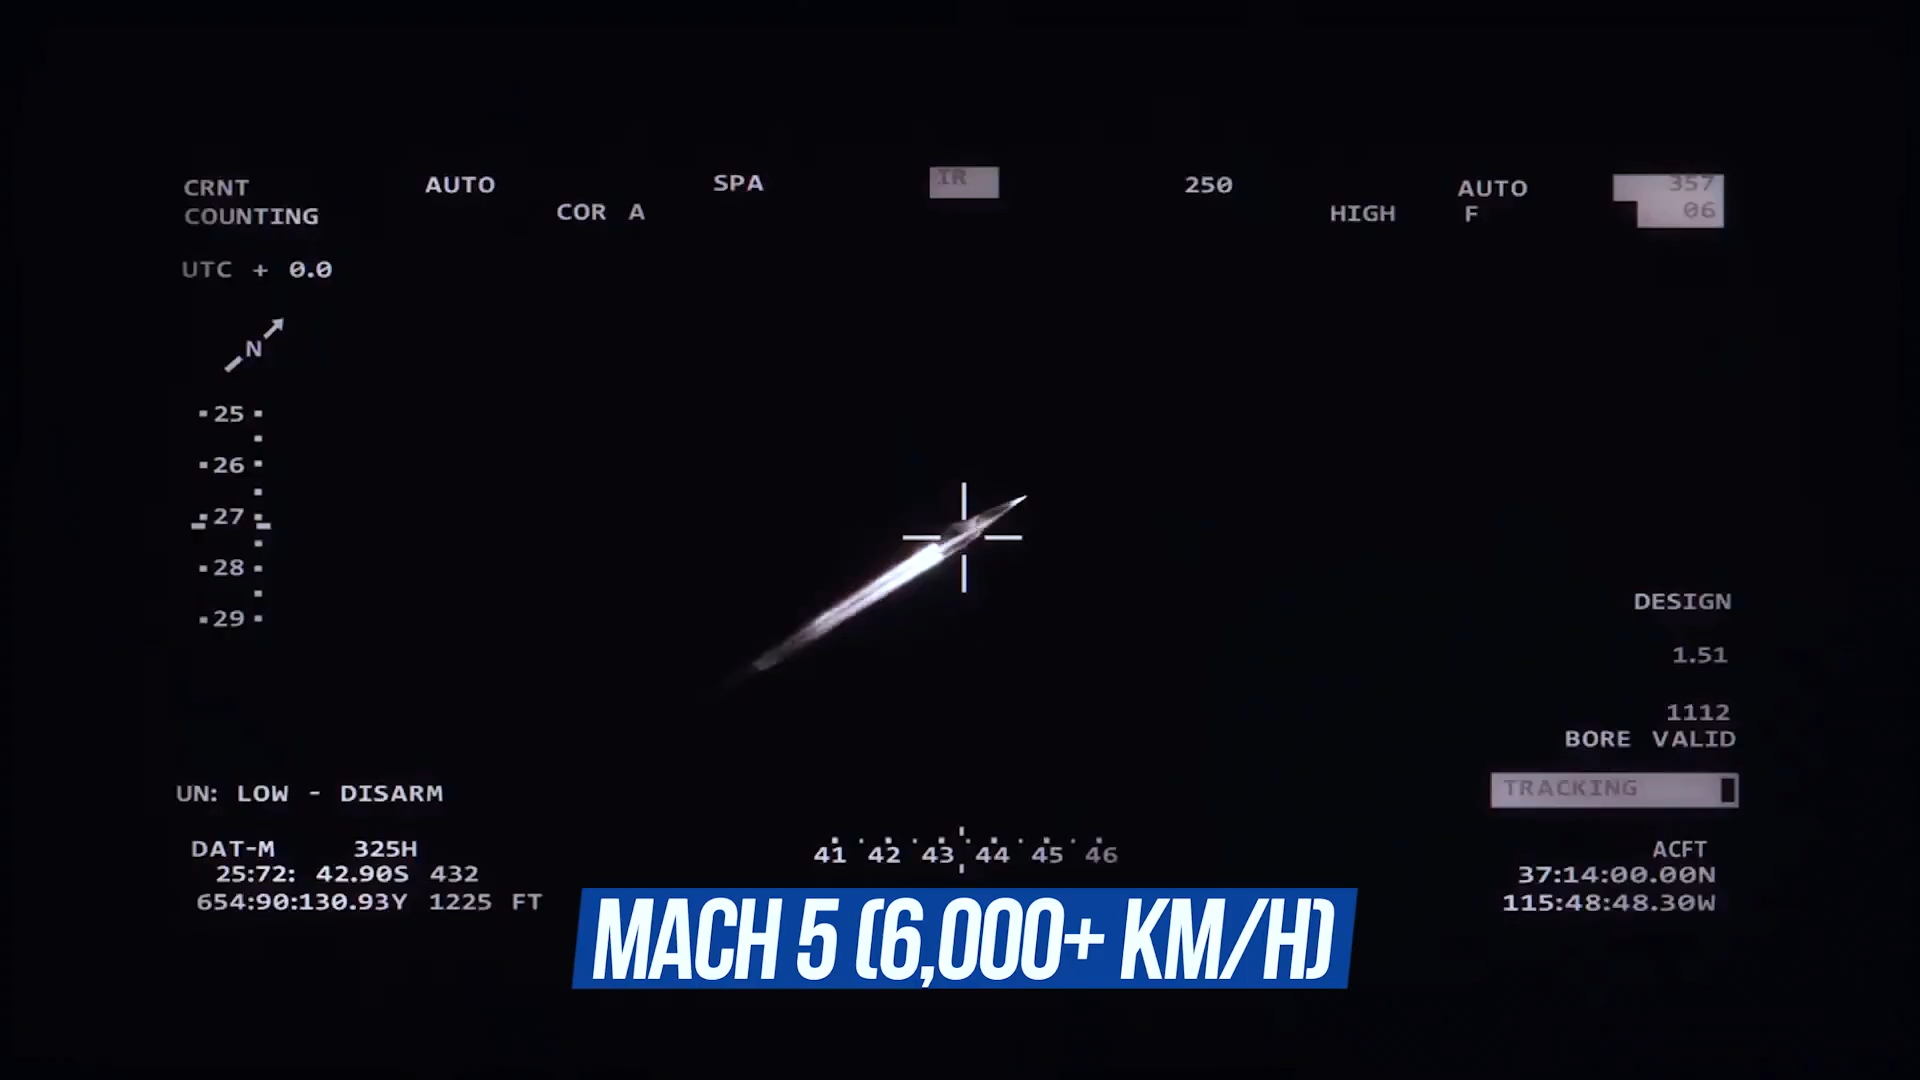 CRNT
COUNTING
AUTO
COR A
SPA
IR
250
HIGH
AUTO
F
357
06
UTC + 0.0
N
25
26
27
28
29
DESIGN
1.51
1112
BORE VALID
TRACKING
UN: LOW - DISARM
DAT-M 325H
25:72: 42.90S 432
654:90:130.93Y 1225 FT
41 42 43 44 45 46
ACFT
37:14:00.00N
115:48:48.30W
MACH 5 (6,000+ KM/H)